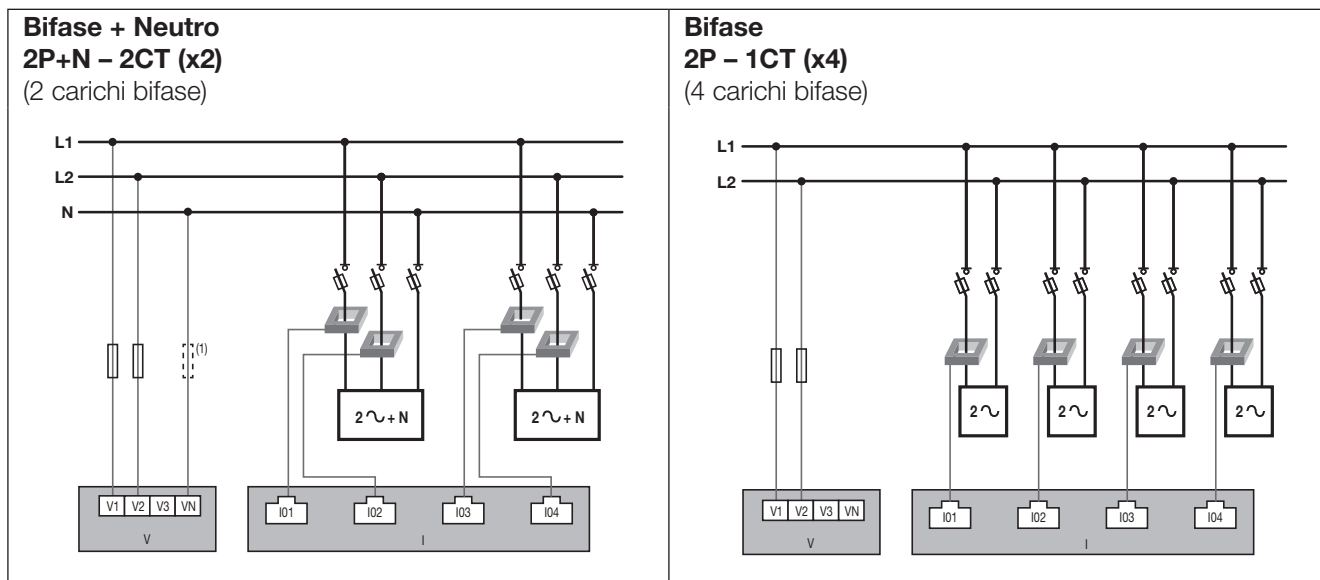 Bifase + Neutro
2P+N – 2CT (x2)
(2 carichi bifase)
L1
L2
N
(1)
2 + N
2 + N
V1 V2 V3 VN
V
I01 I02 I03 I04
I
Bifase
2P – 1CT (x4)
(4 carichi bifase)
L1
L2
2 2 2 2
V1 V2 V3 VN
V
I01 I02 I03 I04
I